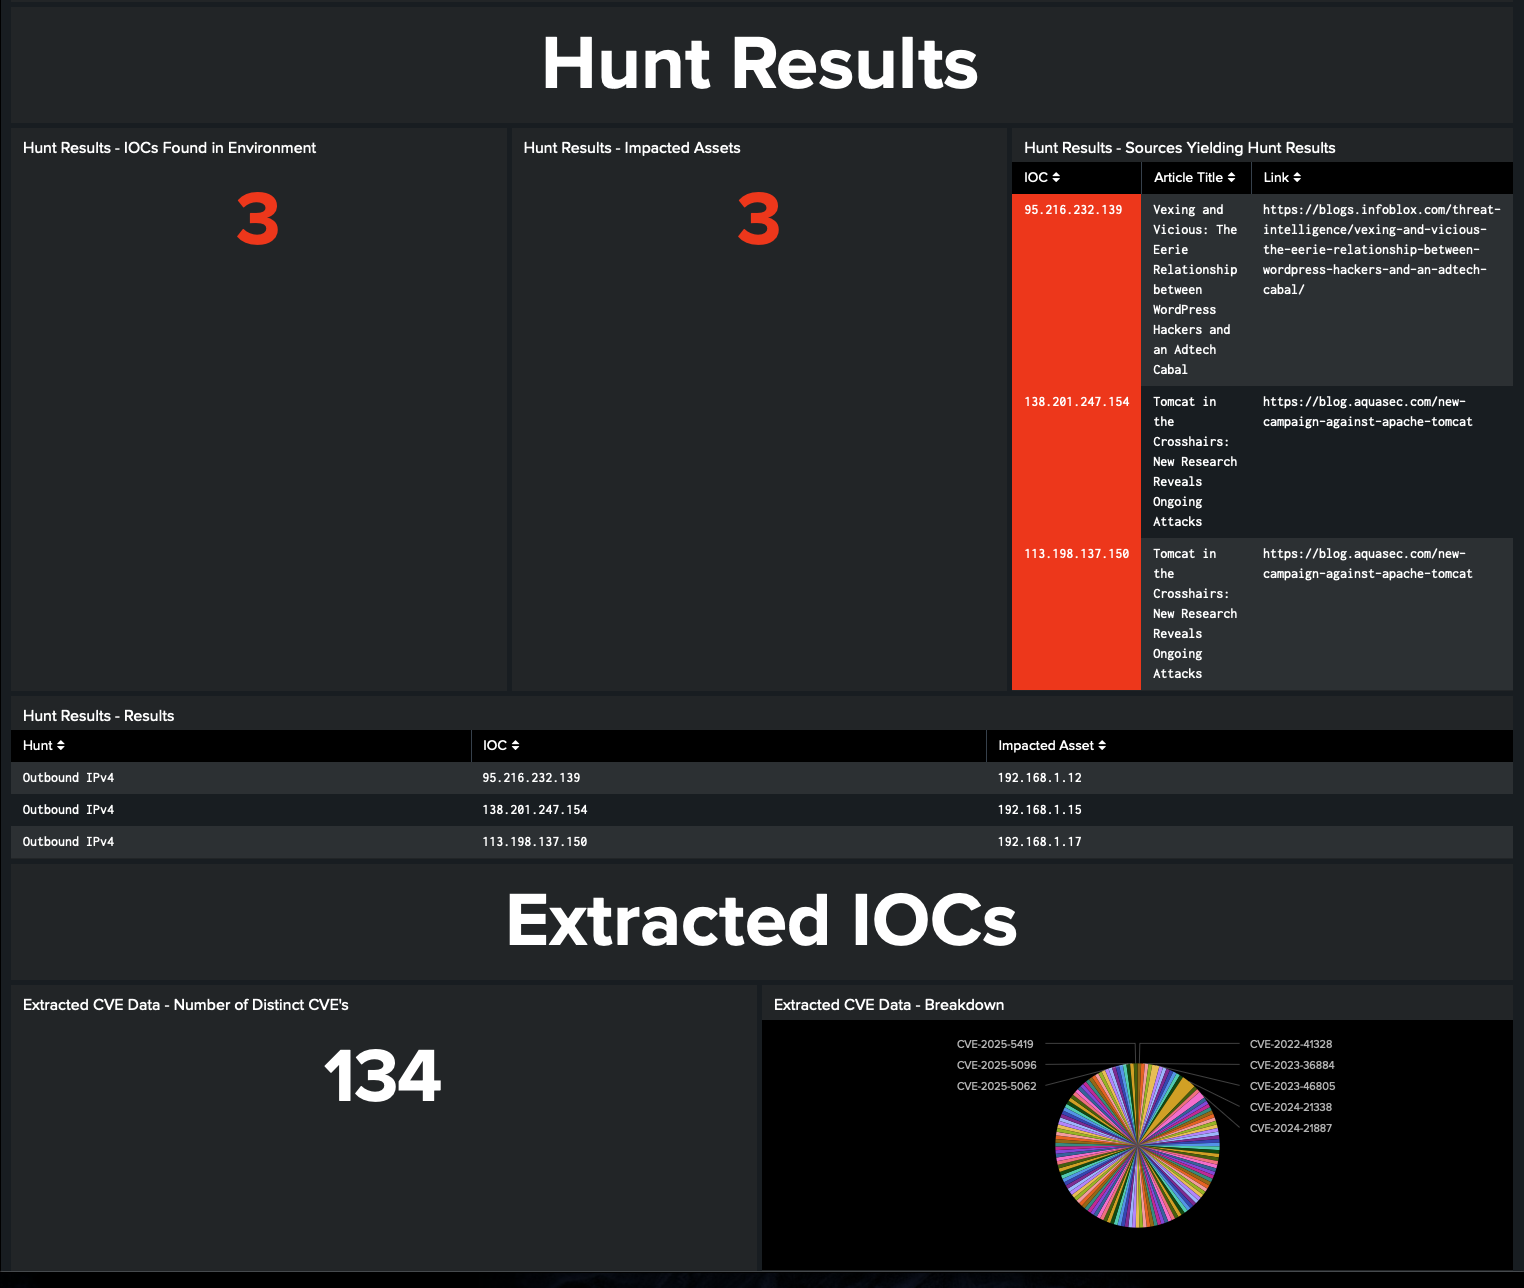 Hunt Results
Hunt Results - IOCs Found in Environment
3
Hunt Results - Impacted Assets
3
Hunt Results - Sources Yielding Hunt Results
IOC Article Title Link
95.216.232.139
Vexing and
Vicious: The
Eerie
Relationship
between
WordPress
Hackers and
an Adtech
Cabal
https://blogs.infoblox.com/threat-
intelligence/vexing-and-vicious-
the-eerie-relationship-between-
wordpress-hackers-and-an-adtech-
cabal/
138.201.247.154
Tomcat in
the
Crosshairs:
New Research
Reveals
Ongoing
Attacks
https://blog.aquasec.com/new-
campaign-against-apache-tomcat
113.198.137.150
Tomcat in
the
Crosshairs:
New Research
Reveals
Ongoing
Attacks
https://blog.aquasec.com/new-
campaign-against-apache-tomcat
Hunt Results - Results
Hunt IOC Impacted Asset
Outbound IPv4 95.216.232.139 192.168.1.12
Outbound IPv4 138.201.247.154 192.168.1.15
Outbound IPv4 113.198.137.150 192.168.1.17
Extracted IOCs
Extracted CVE Data - Number of Distinct CVE's
134
Extracted CVE Data - Breakdown
CVE-2025-5419
CVE-2025-5096
CVE-2025-5062
CVE-2022-41328
CVE-2023-36884
CVE-2023-46805
CVE-2024-21338
CVE-2024-21887